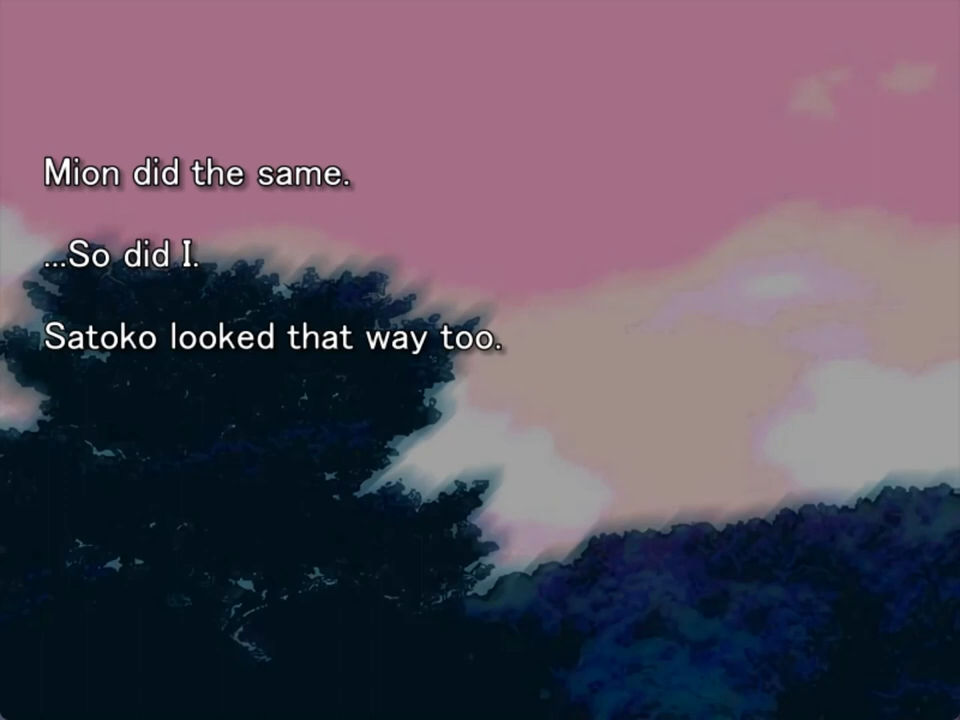 Mion did the same.
...So did I.
Satoko looked that way too.